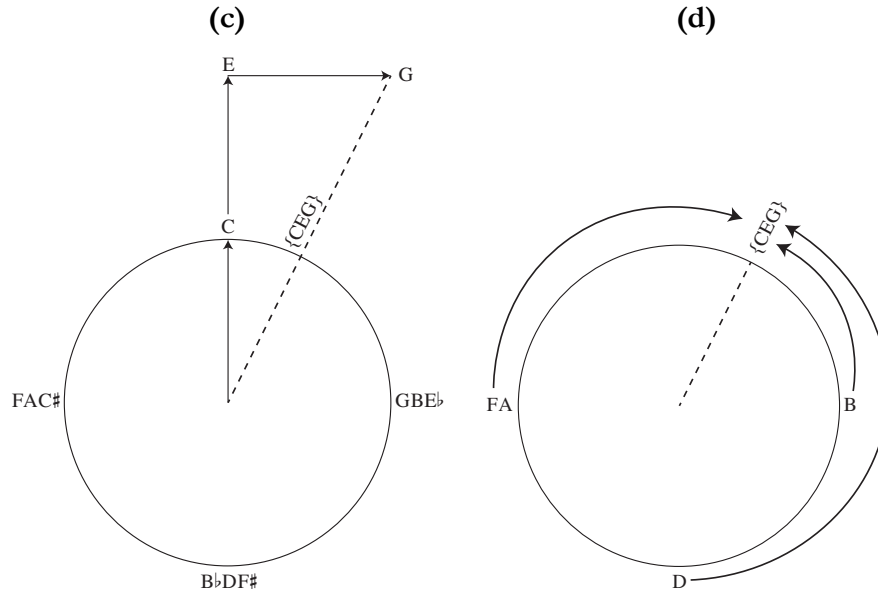 (c)
(d)
E
G
{CEG}
C
{CEG}
FAC♯
GBE♭
FA
B
B♭DF♯
D